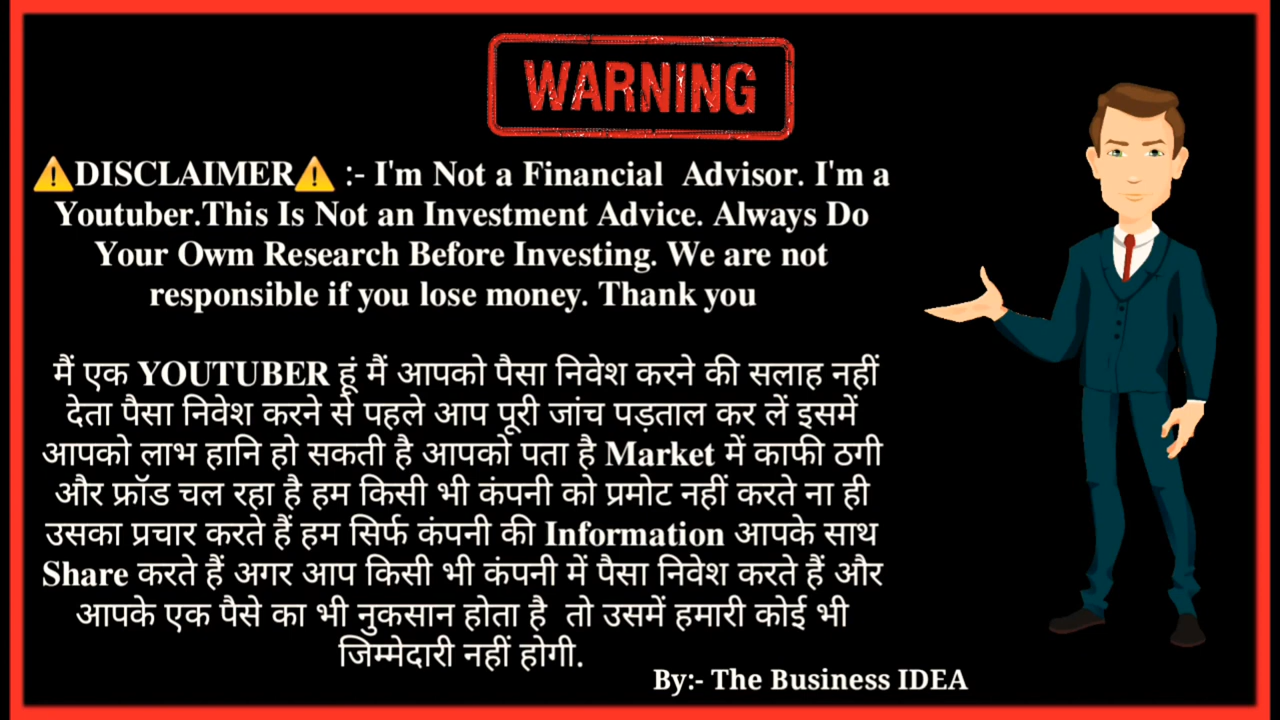 WARNING
⚠️DISCLAIMER⚠️ :- I'm Not a Financial Advisor. I'm a
Youtuber.This Is Not an Investment Advice. Always Do
Your Owm Research Before Investing. We are not
responsible if you lose money. Thank you
मैं एक YOUTUBER हूं मैं आपको पैसा निवेश करने की सलाह नहीं
देता पैसा निवेश करने से पहले आप पूरी जांच पड़ताल कर लें इसमें
आपको लाभ हानि हो सकती है आपको पता है Market में काफी ठगी
और फ्रॉड चल रहा है हम किसी भी कंपनी को प्रमोट नहीं करते ना ही
उसका प्रचार करते हैं हम सिर्फ कंपनी की Information आपके साथ
Share करते हैं अगर आप किसी भी कंपनी में पैसा निवेश करते हैं और
आपके एक पैसे का भी नुकसान होता है तो उसमें हमारी कोई भी
जिम्मेदारी नहीं होगी.
By:- The Business IDEA